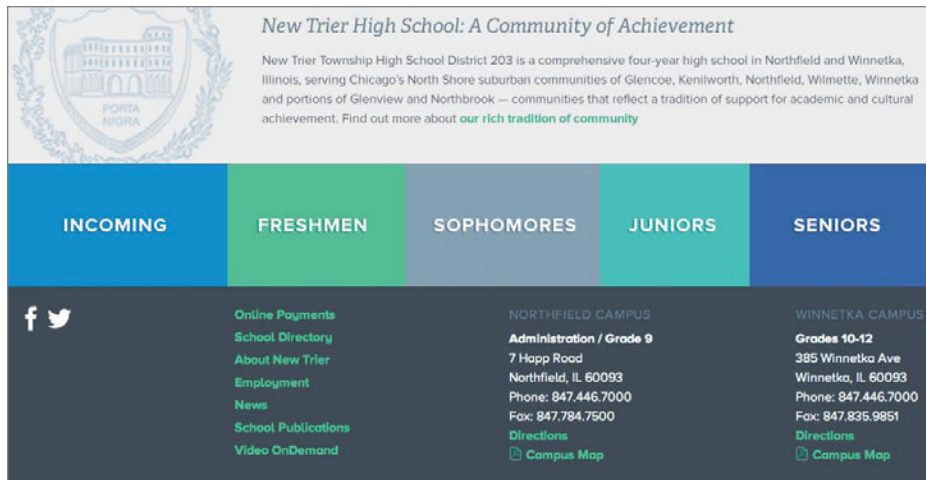 New Trier High School: A Community of Achievement
New Trier Township High School District 203 is a comprehensive four-year high school in Northfield and Winnetka,
Illinois, serving Chicago's North Shore suburban communities of Glencoe, Kenilworth, Northfield, Wilmette, Winnetka
and portions of Glenview and Northbrook — communities that reflect a tradition of support for academic and cultural
achievement. Find out more about our rich tradition of community
PORTA
NIGRA
INCOMING
FRESHMEN
SOPHOMORES
JUNIORS
SENIORS
Online Payments
School Directory
About New Trier
Employment
News
School Publications
Video OnDemand
NORTHFIELD CAMPUS
Administration / Grade 9
7 Happ Road
Northfield, IL 60093
Phone: 847.446.7000
Fax: 847.784.7500
Directions
Campus Map
WINNETKA CAMPUS
Grades 10-12
385 Winnetka Ave
Winnetka, IL 60093
Phone: 847.446.7000
Fax: 847.835.9851
Directions
Campus Map